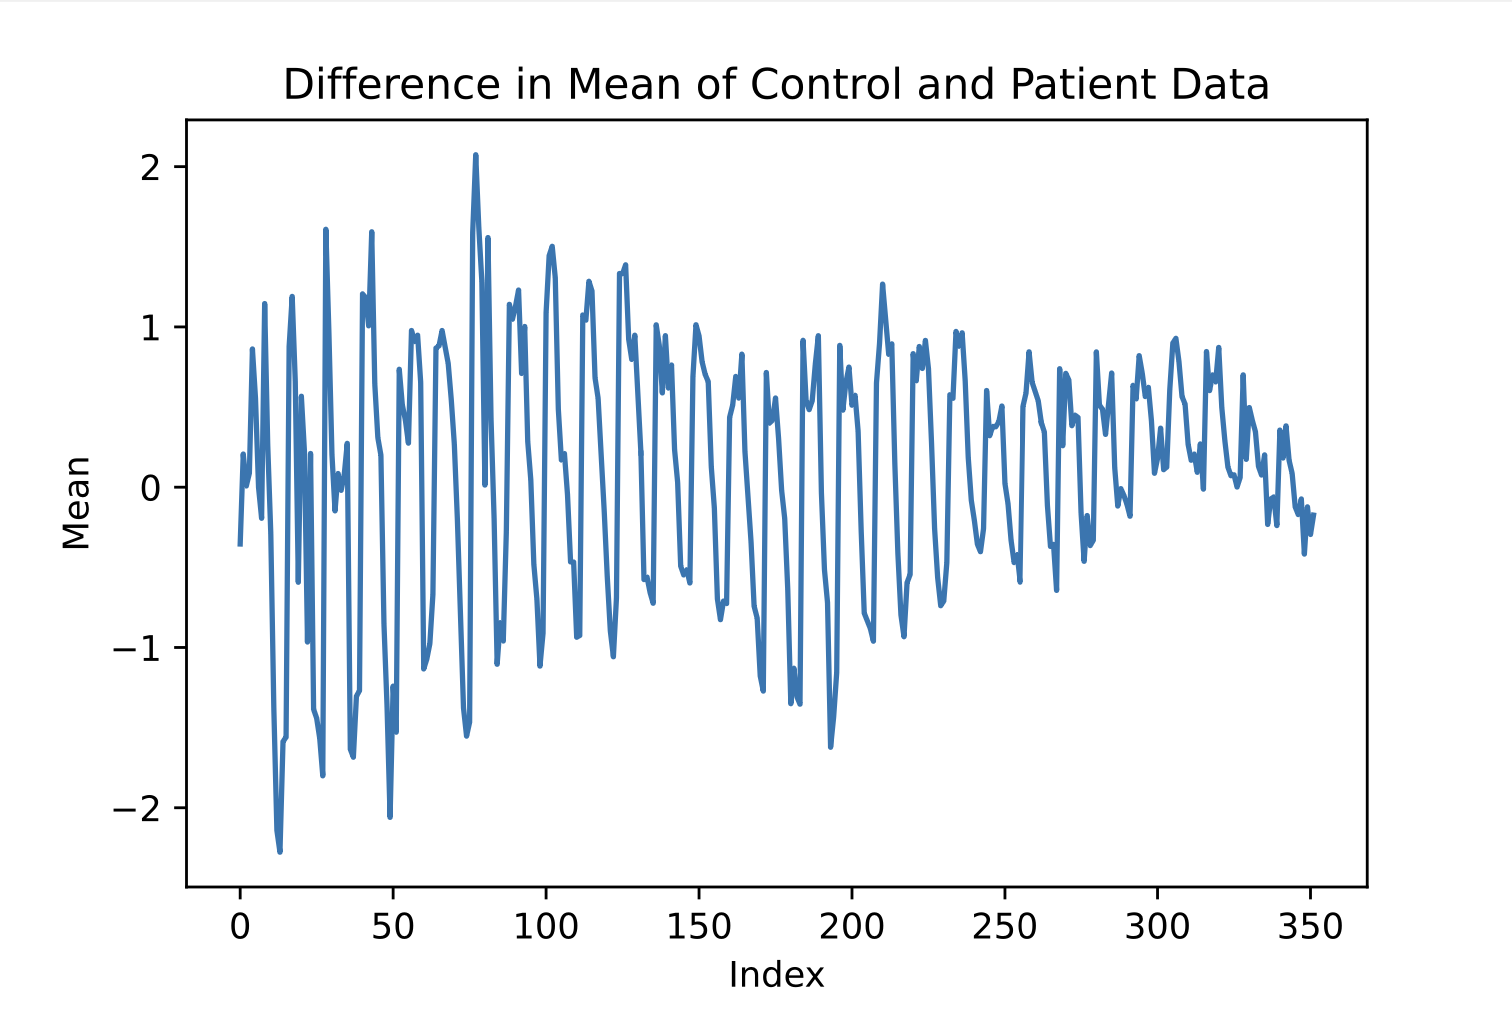 Difference in Mean of Control and Patient Data
2
1
0
−1
−2
Mean
0 50 100 150 200 250 300 350
Index